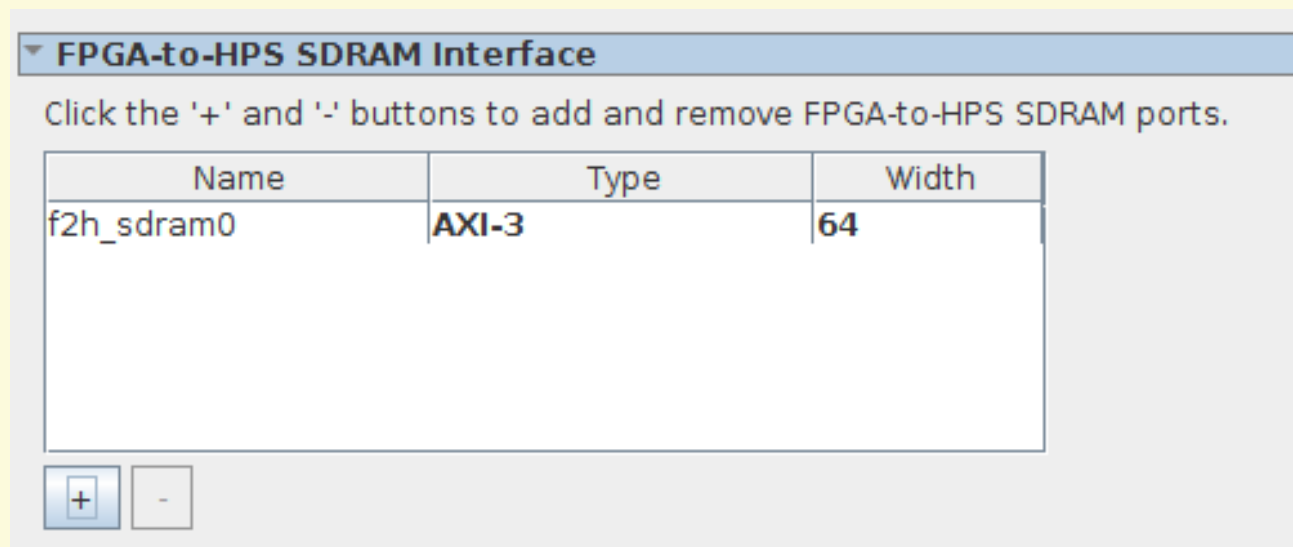 FPGA-to-HPS SDRAM Interface
Click the '+' and '-' buttons to add and remove FPGA-to-HPS SDRAM ports.
Name Type Width
f2h_sdram0 AXI-3 64
+ -